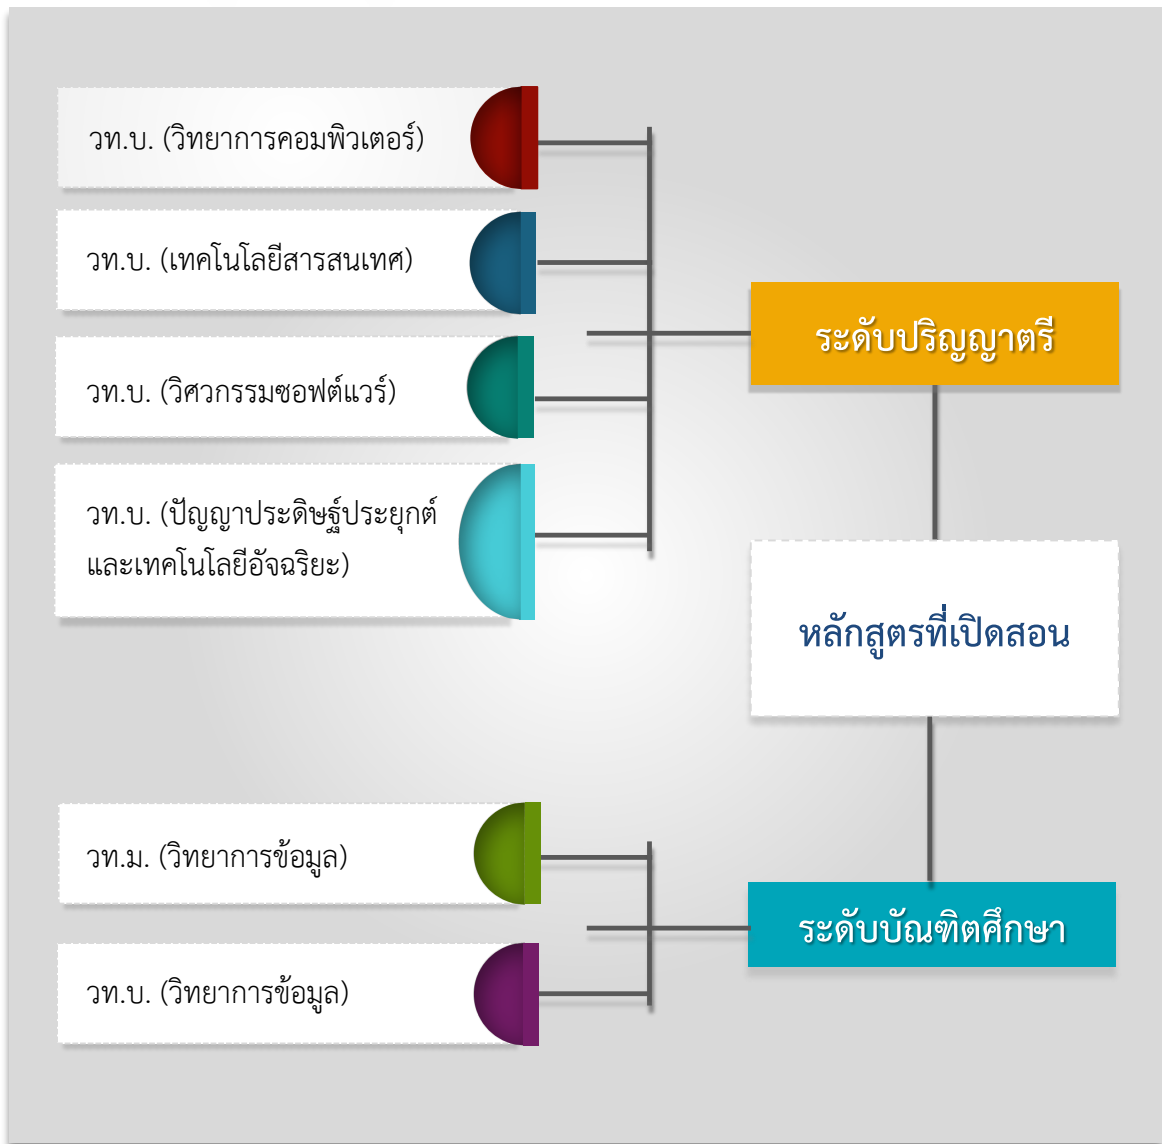 วท.บ. (วิทยาการคอมพิวเตอร์)
วท.บ. (เทคโนโลยีสารสนเทศ)
ระดับปริญญาตรี
วท.บ. (วิศวกรรมซอฟต์แวร์)
วท.บ. (ปัญญาประดิษฐ์ประยุกต์
และเทคโนโลยีอัจฉริยะ)
หลักสูตรที่เปิดสอน
วท.ม. (วิทยาการข้อมูล)
ระดับบัณฑิตศึกษา
วท.บ. (วิทยาการข้อมูล)